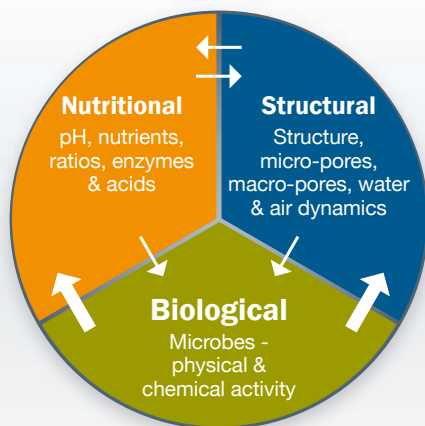 Nutritional
pH, nutrients,
ratios, enzymes
& acids
Structural
Structure,
micro-pores,
macro-pores, water
& air dynamics
Biological
Microbes -
physical &
chemical activity